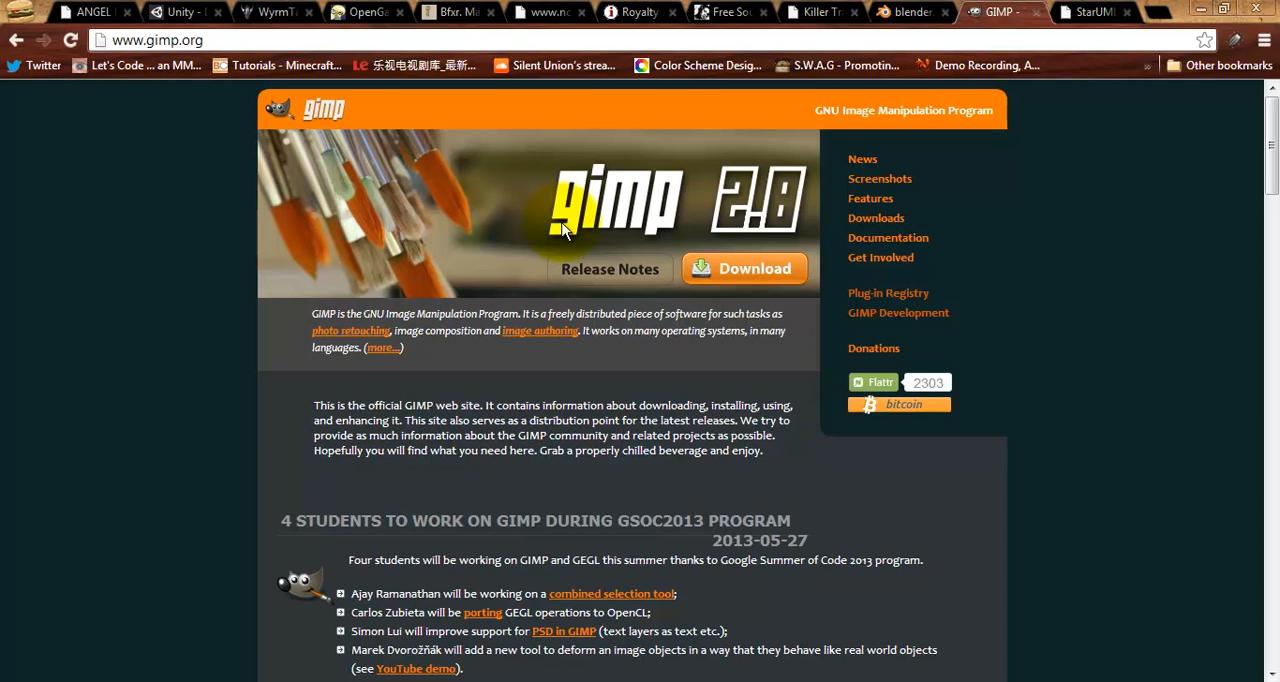 ANGEL
Unity -
WyrmT
OpenG
Bfxr. M
www.n
Royalty
Free So
Killer Tr
blender.
GIMP -
StarUM
www.gimp.org
Twitter
Let's Code ... an MM...
Tutorials - Minecraft...
乐视电视剧库_最新...
Silent Union's strea...
Color Scheme Desig...
S.W.A.G - Promotin...
Demo Recording, A...
»
Other bookmarks
gimp
GNU Image Manipulation Program
gimp 2.8
Release Notes
Download
News
Screenshots
Features
Downloads
Documentation
Get Involved
Plug-in Registry
GIMP Development
Donations
Flattr
2303
bitcoin
GIMP is the GNU Image Manipulation Program. It is a freely distributed piece of software for such tasks as
photo retouching, image composition and image authoring. It works on many operating systems, in many
languages. (more...)
This is the official GIMP web site. It contains information about downloading, installing, using,
and enhancing it. This site also serves as a distribution point for the latest releases. We try to
provide as much information about the GIMP community and related projects as possible.
Hopefully you will find what you need here. Grab a properly chilled beverage and enjoy.
4 STUDENTS TO WORK ON GIMP DURING GSOC2013 PROGRAM
2013-05-27
Four students will be working on GIMP and GEGL this summer thanks to Google Summer of Code 2013 program.
Ajay Ramanathan will be working on a combined selection tool;
Carlos Zubieta will be porting GEGL operations to OpenCL;
Simon Lui will improve support for PSD in GIMP (text layers as text etc.);
Marek Dvorožňák will add a new tool to deform an image objects in a way that they behave like real world objects
(see YouTube demo).